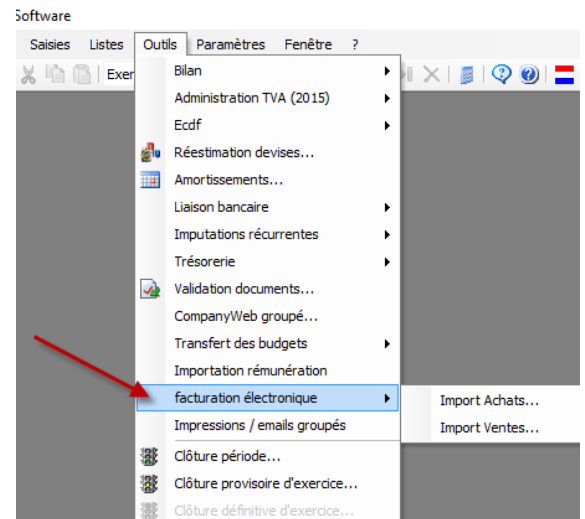 Software
Saisies Listes Outils Paramètres Fenêtre ?
Exer
Bilan
Administration TVA (2015)
Ecdf
Réestimation devises...
Amortissements...
Liaison bancaire
Imputations récurrentes
Trésorerie
Validation documents...
CompanyWeb groupé...
Transfert des budgets
Importation rémunération
facturation électronique
Import Achats...
Impressions / emails groupés
Import Ventes...
Clôture période...
Clôture provisoire d'exercice...
Clôture définitive d'exercice...